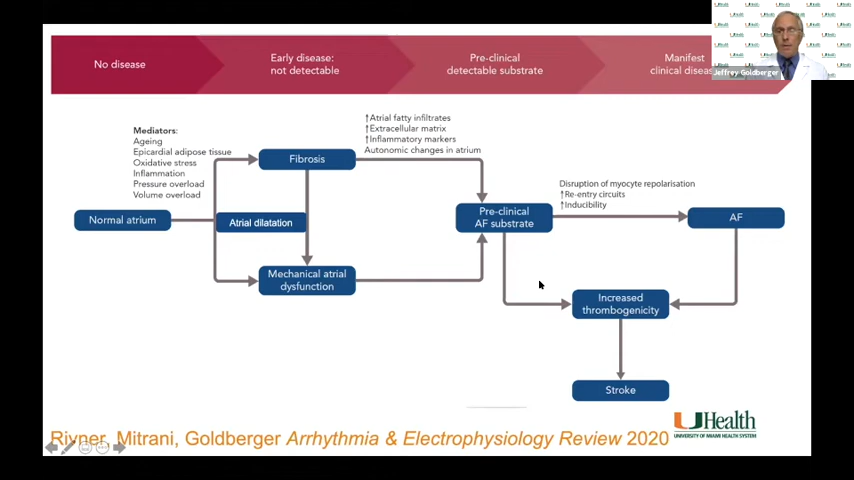 No disease
Early disease:
not detectable
Pre-clinical
detectable substrate
Manifest
clinical
Jeffrey Goldberger
Mediators:
Ageing
Epicardial adipose tissue
Oxidative stress
Inflammation
Pressure overload
Volume overload
↑Atrial fatty infiltrates
↑Extracellular matrix
↑Inflammatory markers
Autonomic changes in atrium
Fibrosis
Normal atrium
Atrial dilatation
Mechanical atrial
dysfunction
Pre-clinical
AF substrate
Disruption of myocyte repolarisation
↑Re-entry circuits
↑Inducibility
AF
Increased
thrombogenicity
Stroke
Rivner, Mitrani, Goldberger Arrhythmia & Electrophysiology Review 2020
UHealth
UNIVERSITY OF MIAMI HEALTH SYSTEM